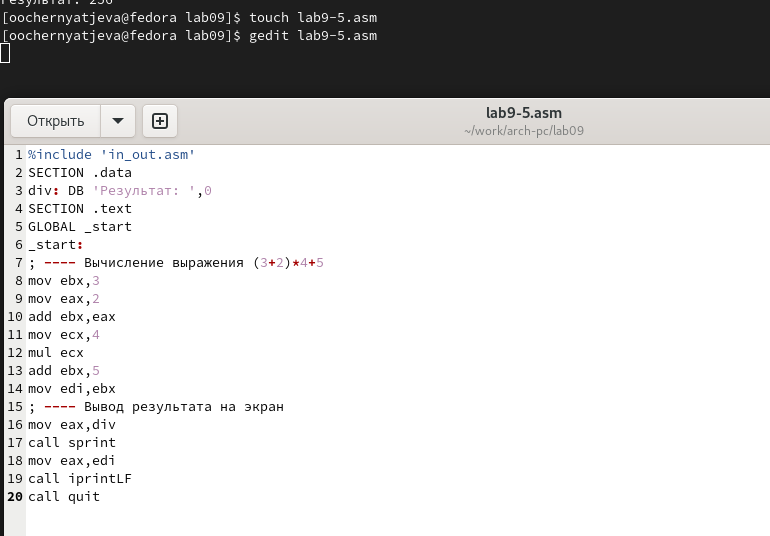 Результат: 236
[oochernyatjeva@fedora lab09]$ touch lab9-5.asm
[oochernyatjeva@fedora lab09]$ gedit lab9-5.asm
Открыть
lab9-5.asm
~/work/arch-pc/lab09
1 %include 'in_out.asm'
2 SECTION .data
3 div: DB 'Результат: ',0
4 SECTION .text
5 GLOBAL _start
6 _start:
7 ; ---- Вычисление выражения (3+2)*4+5
8 mov ebx,3
9 mov eax,2
10 add ebx,eax
11 mov ecx,4
12 mul ecx
13 add ebx,5
14 mov edi,ebx
15 ; ---- Вывод результата на экран
16 mov eax,div
17 call sprint
18 mov eax,edi
19 call iprintLF
20 call quit